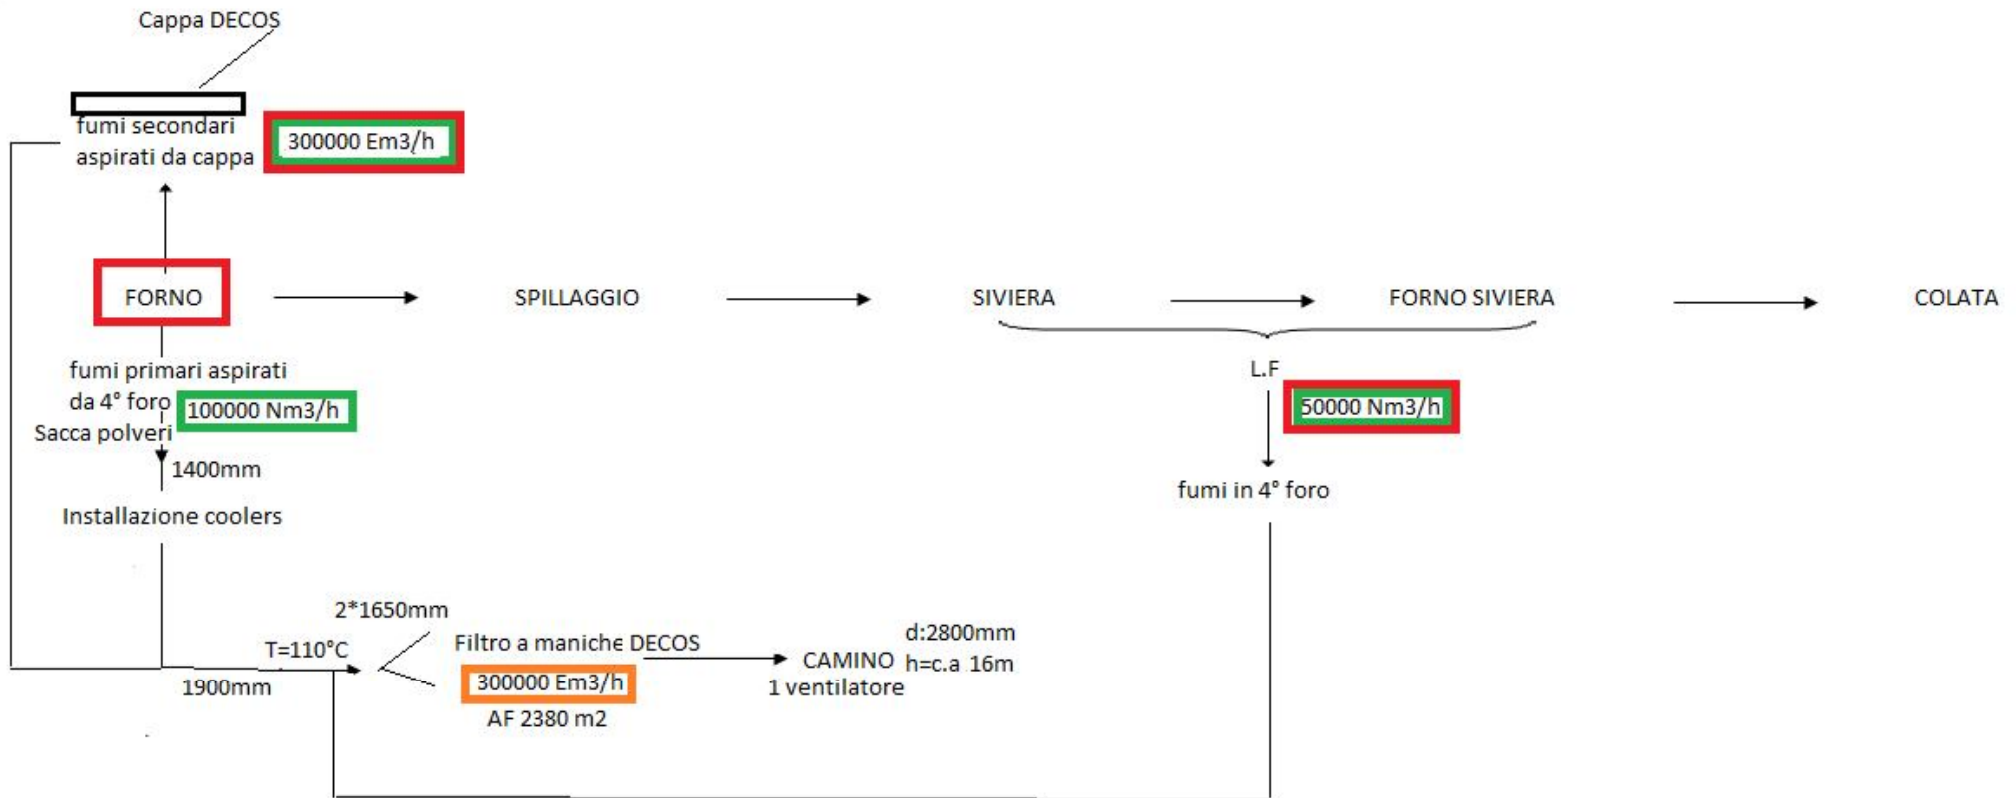 Cappa DECOS
fumi secondari
aspirati da cappa
300000 Em3/h
FORNO
SPILLAGGIO
SIVIERA
FORNO SIVIERA
COLATA
fumi primari aspirati
da 4° foro
100000 Nm3/h
Sacca polveri
1400mm
Installazione coolers
L.F
50000 Nm3/h
fumi in 4° foro
2*1650mm
T=110°C
1900mm
Filtro a maniche DECOS
300000 Em3/h
AF 2380 m2
CAMINO
1 ventilatore
d:2800mm
h=c.a 16m